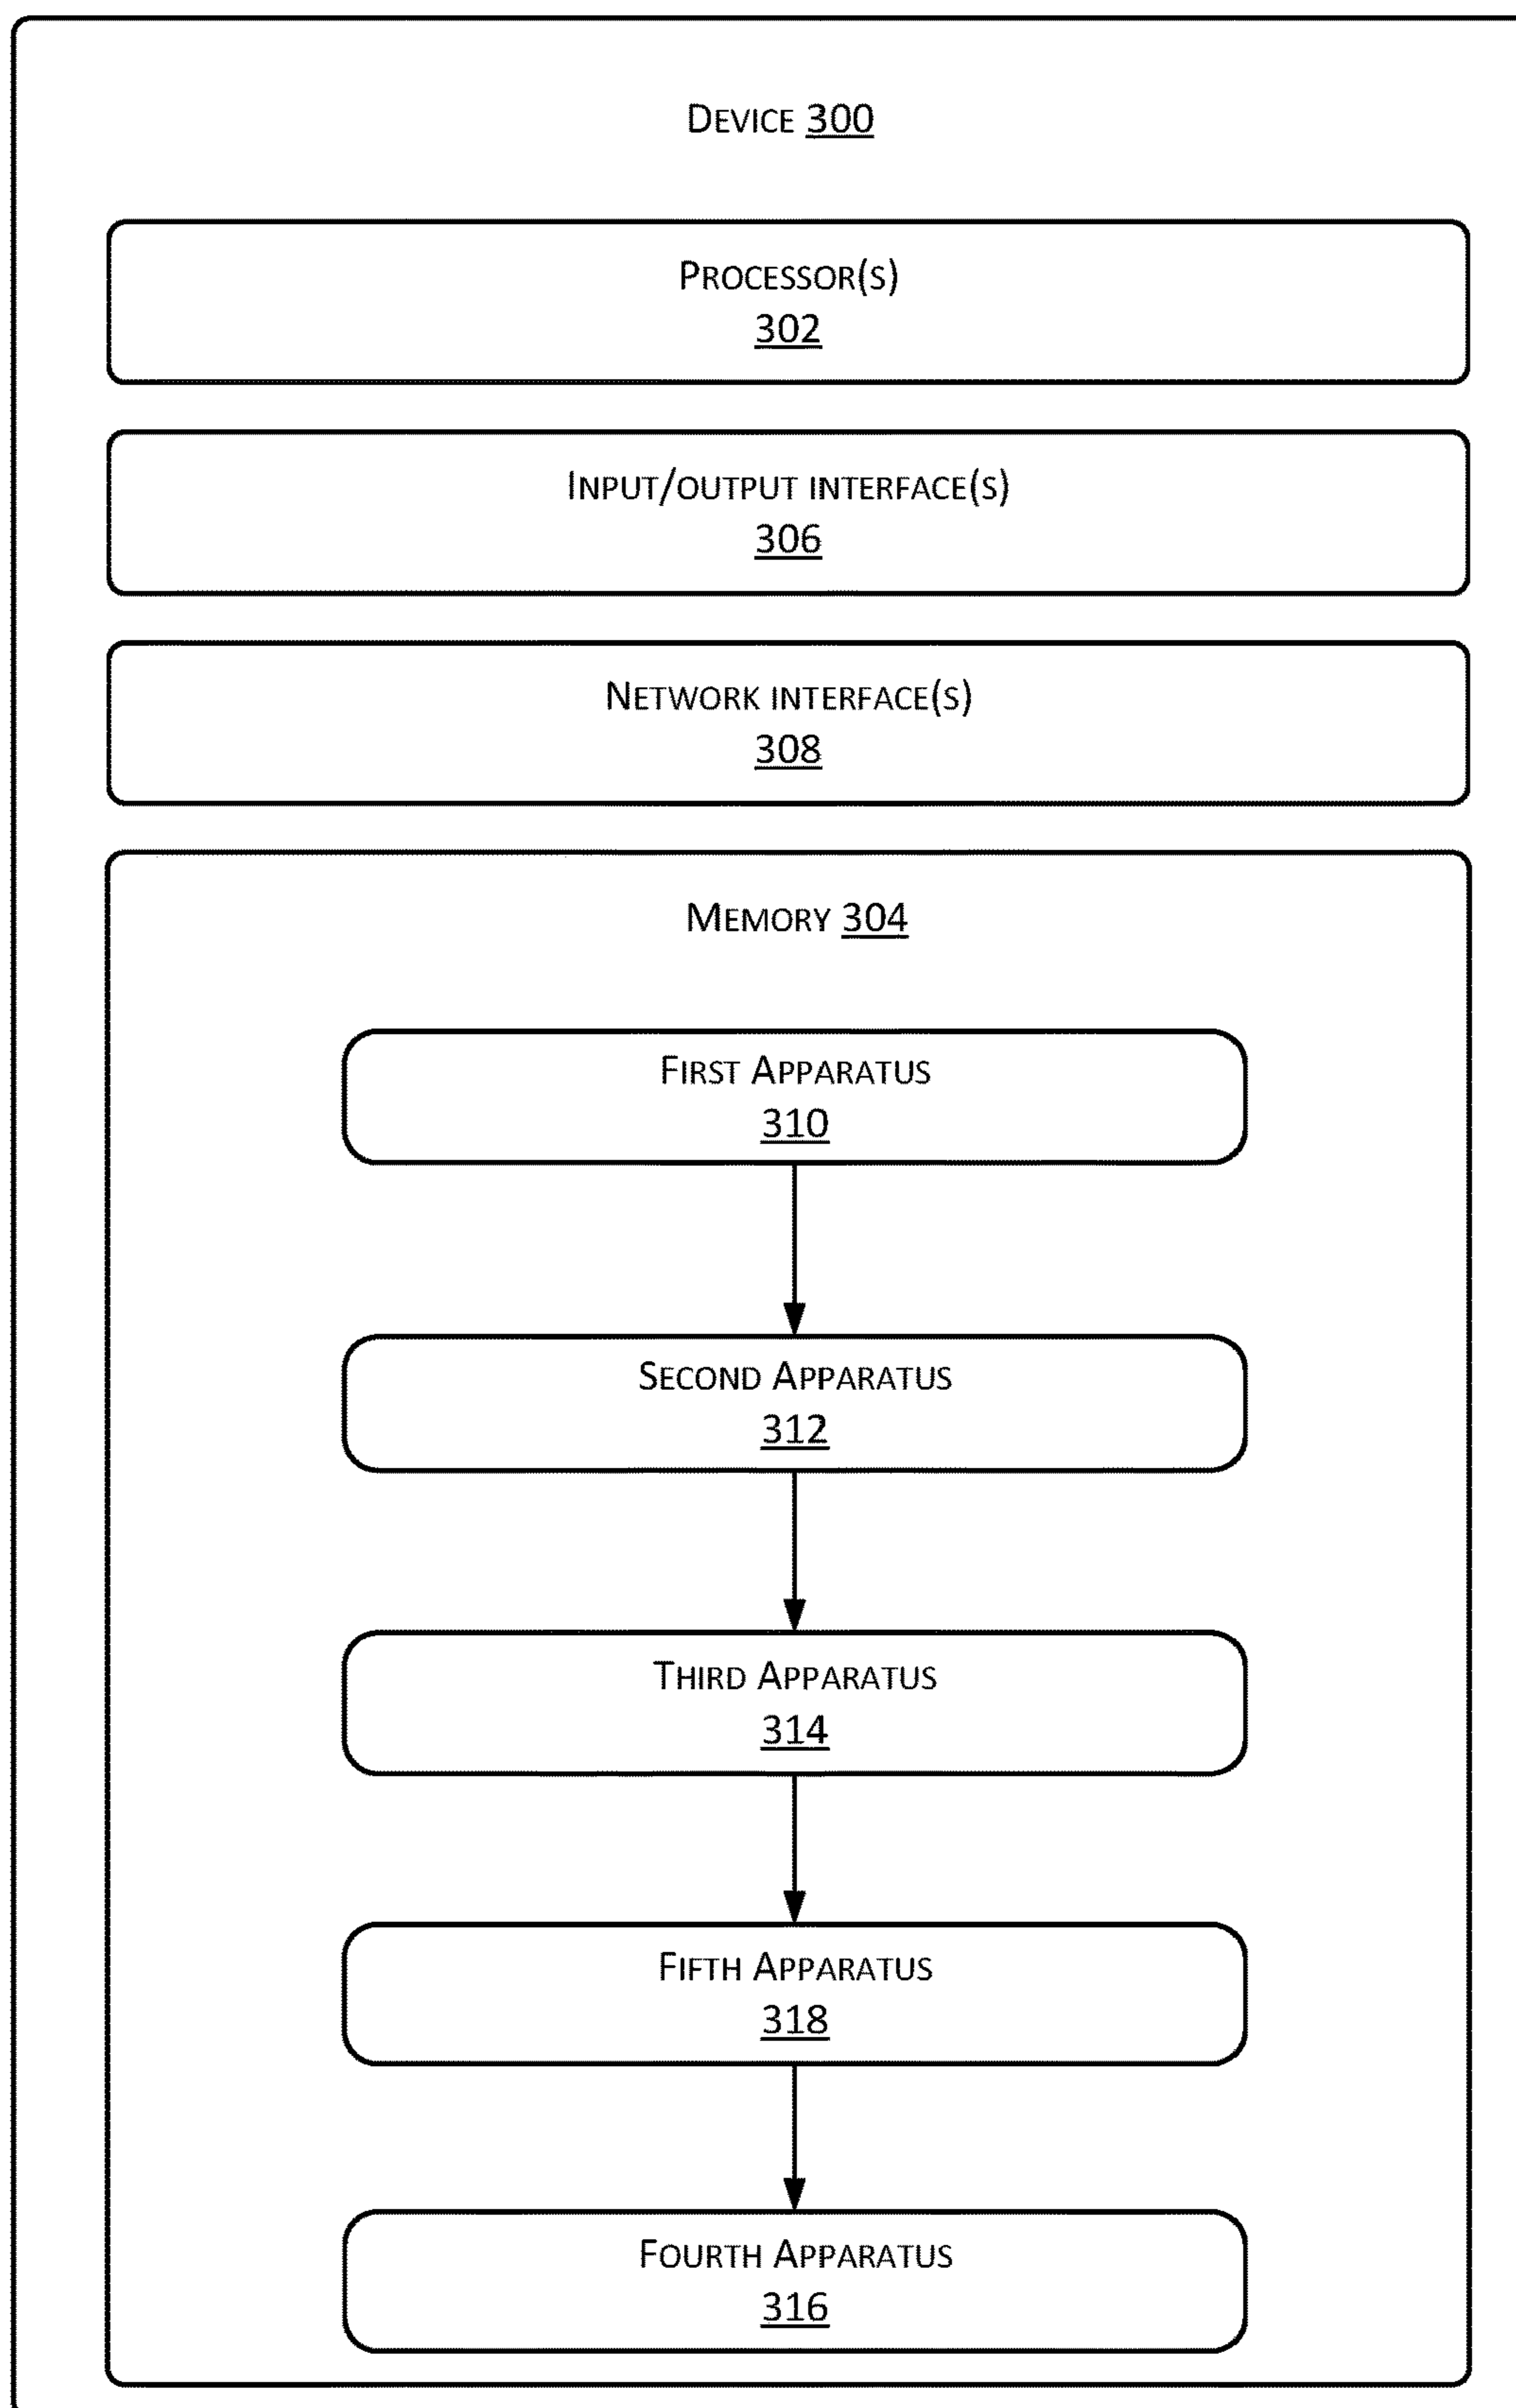 DEVICE 300
PROCESSOR(S)
302
INPUT/OUTPUT INTERFACE(S)
306
NETWORK INTERFACE(S)
308
MEMORY 304
FIRST APPARATUS
310
SECOND APPARATUS
312
THIRD APPARATUS
314
FIFTH APPARATUS
318
FOURTH APPARATUS
316